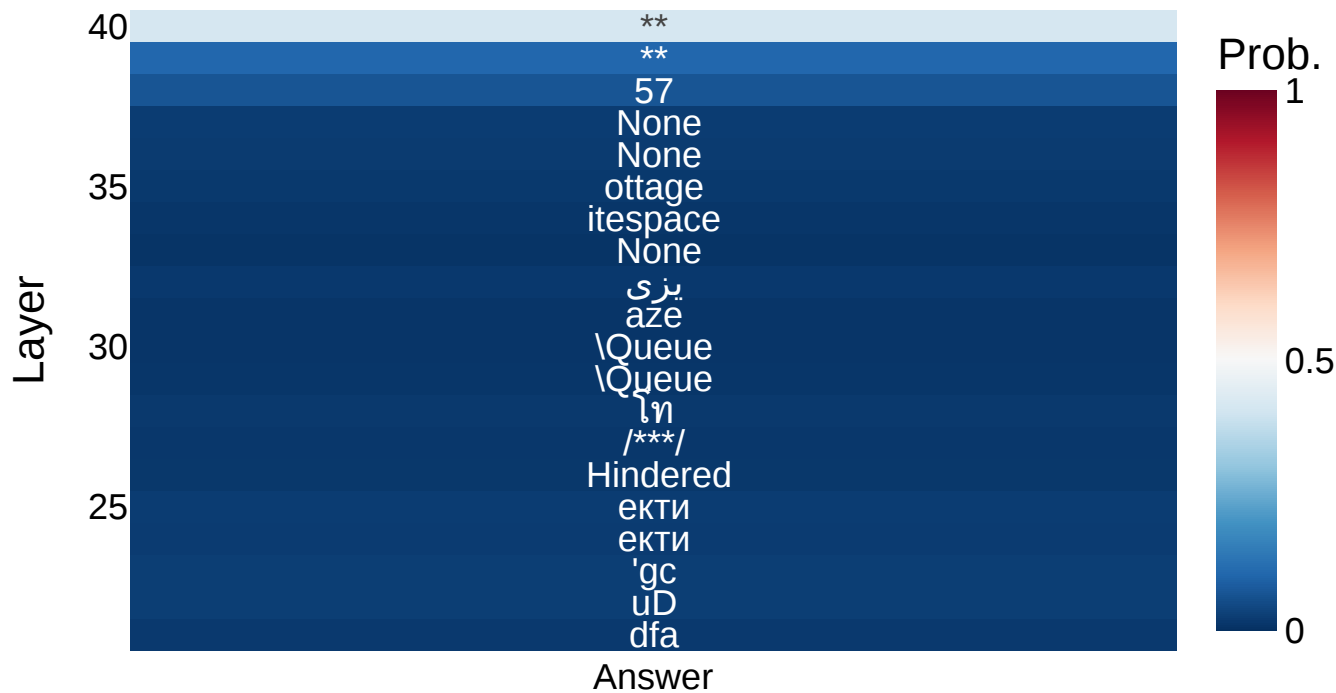 40
**
**
57
None
None
35
ottage
itespace
None
یزی
aze
30
\Queue
\Queue
โท
/***/
Hindered
25
екти
екти
'gc
uD
dfa
Layer
Answer
Prob.
1
0.5
0